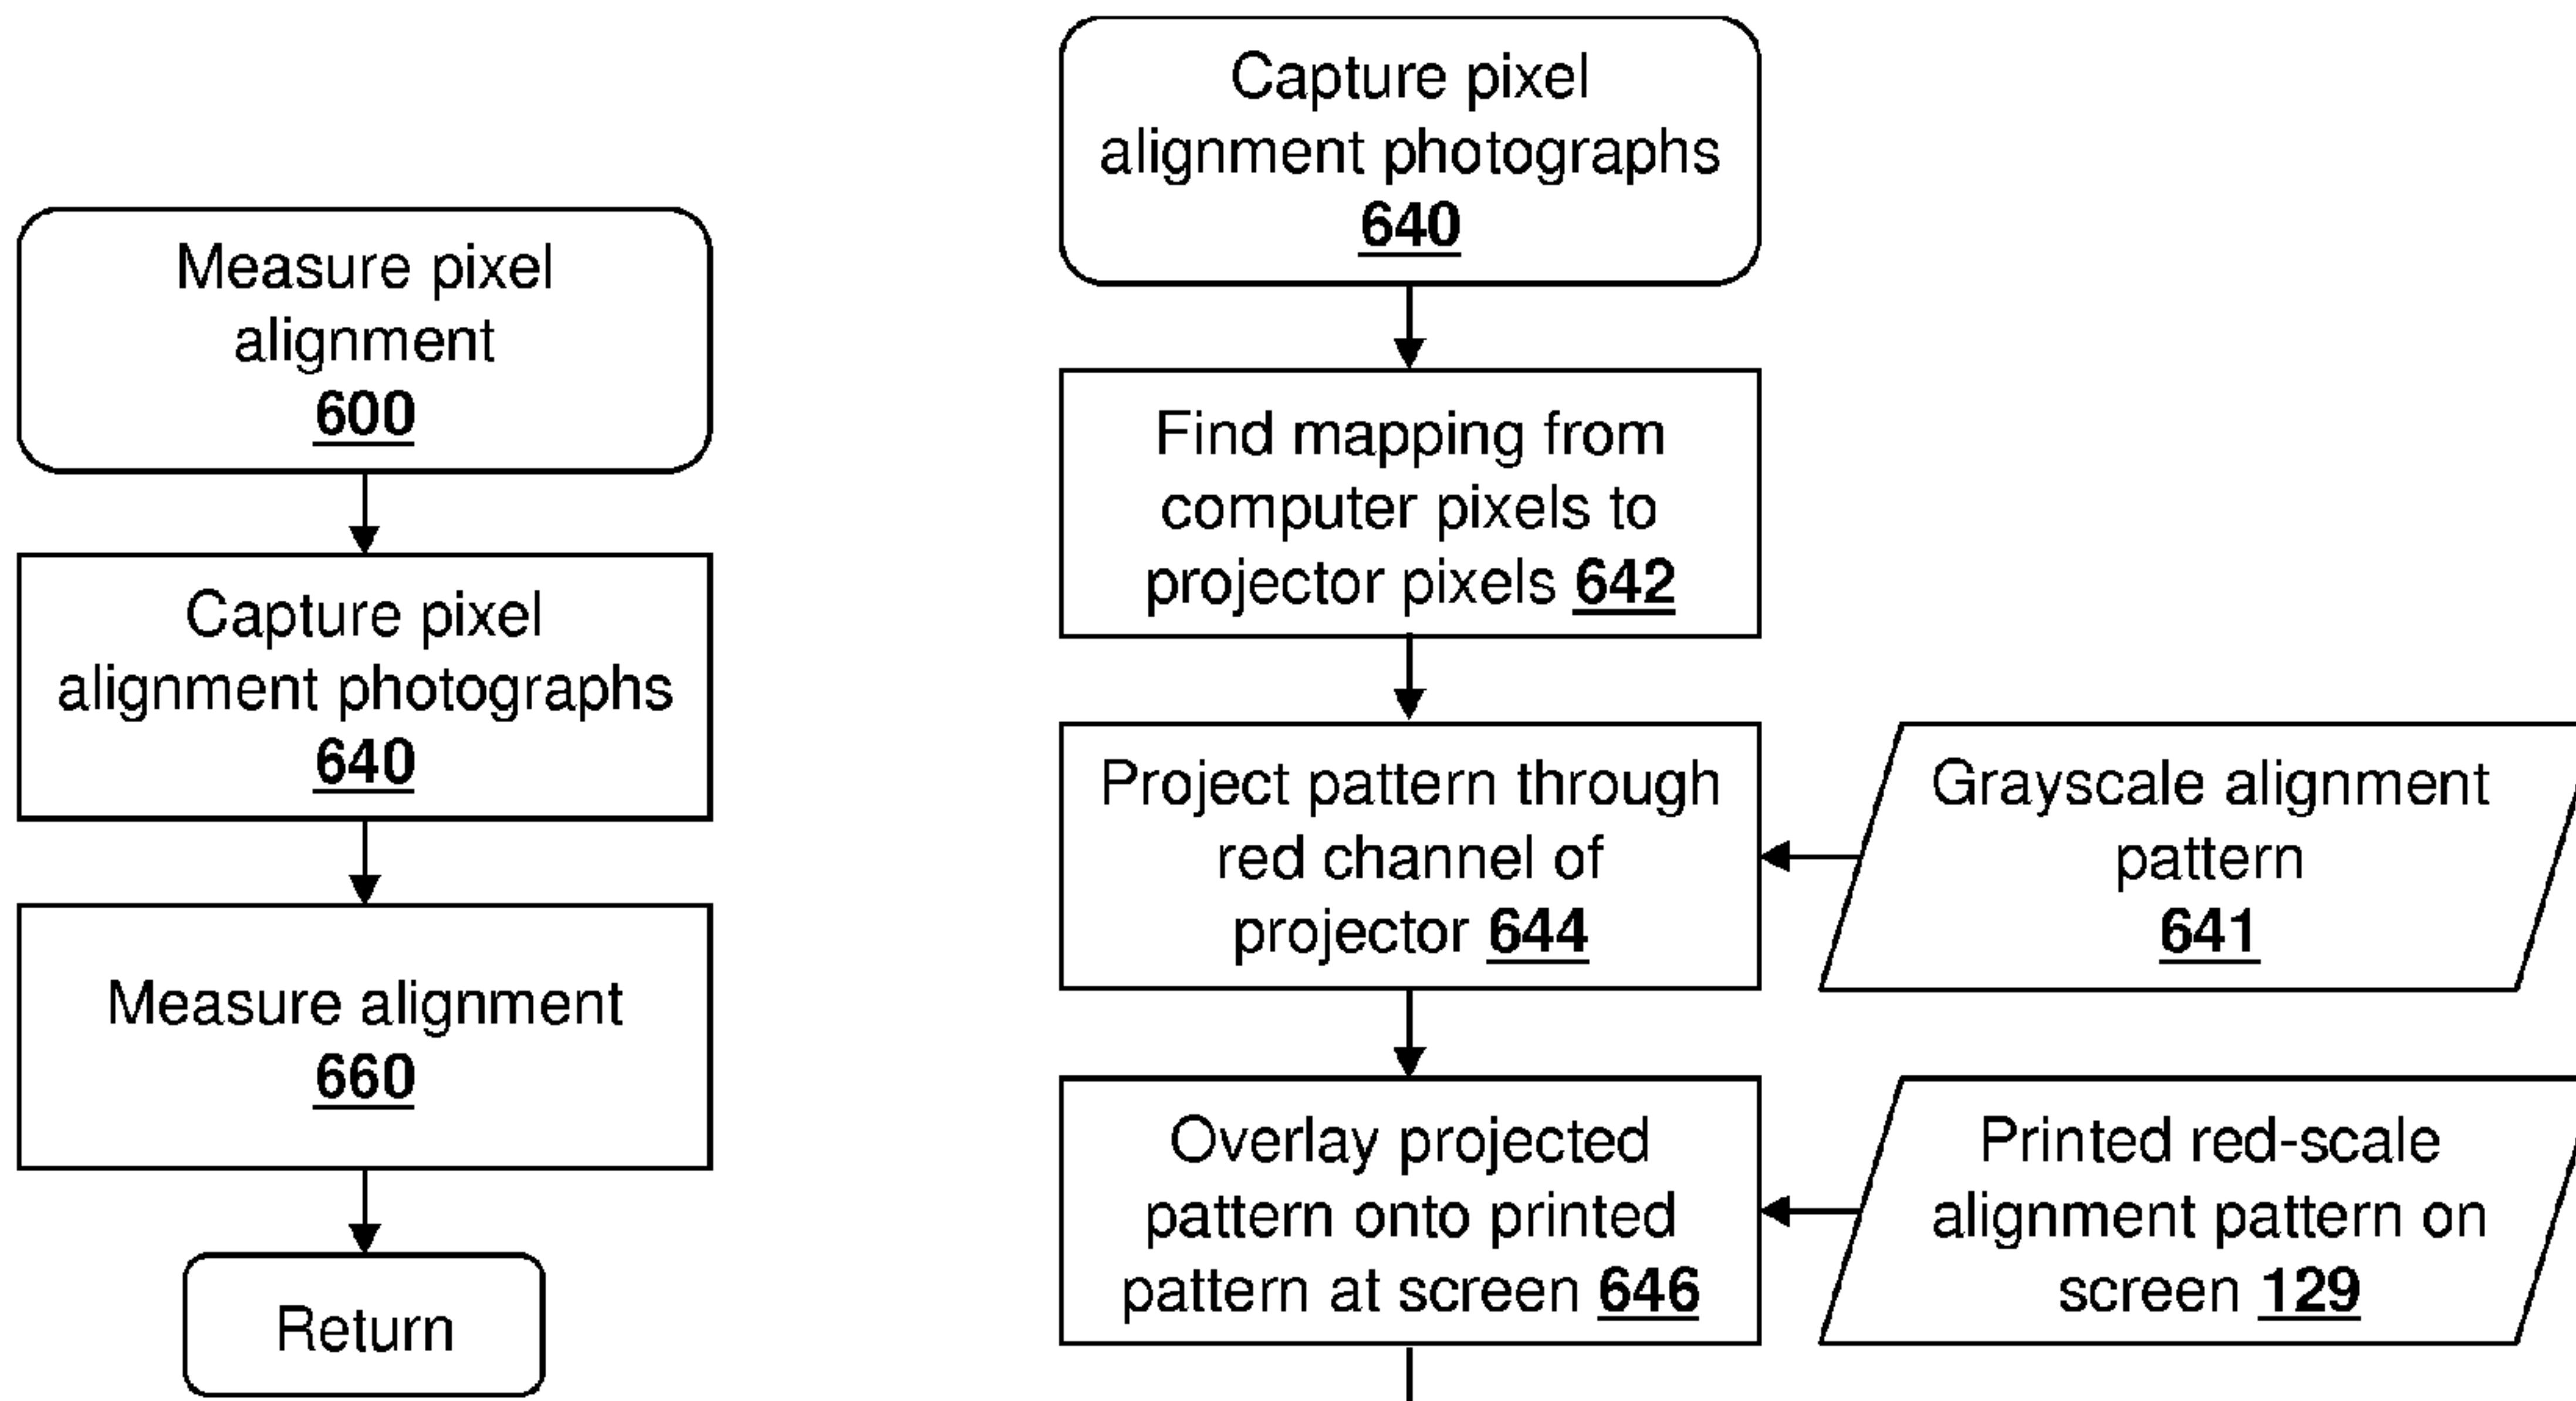 Measure pixel
alignment
600
Capture pixel
alignment photographs
640
Measure alignment
660
Return
Capture pixel
alignment photographs
640
Find mapping from
computer pixels to
projector pixels 642
Project pattern through
red channel of
projector 644
Grayscale alignment
pattern
641
Overlay projected
pattern onto printed
pattern at screen 646
Printed red-scale
alignment pattern on
screen 129